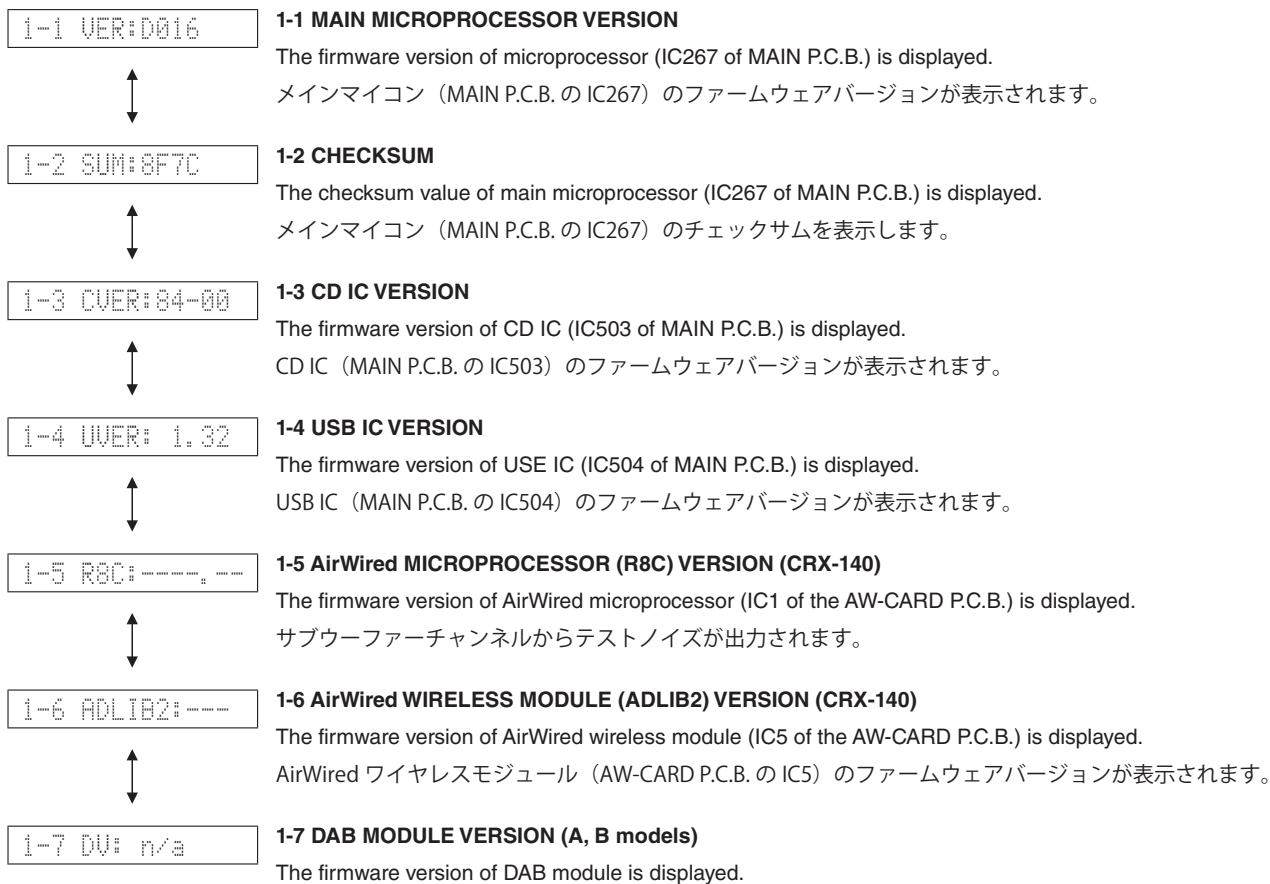 1-1 VER:D016
1-1 MAIN MICROPROCESSOR VERSION
The firmware version of microprocessor (IC267 of MAIN P.C.B.) is displayed.
メインマイコン（MAIN P.C.B. の IC267）のファームウェアバージョンが表示されます。
1-2 SUM:8F7C
1-2 CHECKSUM
The checksum value of main microprocessor (IC267 of MAIN P.C.B.) is displayed.
メインマイコン（MAIN P.C.B. の IC267）のチェックサムを表示します。
1-3 CVER:84-00
1-3 CD IC VERSION
The firmware version of CD IC (IC503 of MAIN P.C.B.) is displayed.
CD IC（MAIN P.C.B. の IC503）のファームウェアバージョンが表示されます。
1-4 UVER: 1.32
1-4 USB IC VERSION
The firmware version of USE IC (IC504 of MAIN P.C.B.) is displayed.
USB IC（MAIN P.C.B. の IC504）のファームウェアバージョンが表示されます。
1-5 R8C:----.--
1-5 AirWired MICROPROCESSOR (R8C) VERSION (CRX-140)
The firmware version of AirWired microprocessor (IC1 of the AW-CARD P.C.B.) is displayed.
サブウーファーチャンネルからテストノイズが出力されます。
1-6 ADLIB2:---
1-6 AirWired WIRELESS MODULE (ADLIB2) VERSION (CRX-140)
The firmware version of AirWired wireless module (IC5 of the AW-CARD P.C.B.) is displayed.
AirWired ワイヤレスモジュール（AW-CARD P.C.B. の IC5）のファームウェアバージョンが表示されます。
1-7 DV: n/a
1-7 DAB MODULE VERSION (A, B models)
The firmware version of DAB module is displayed.